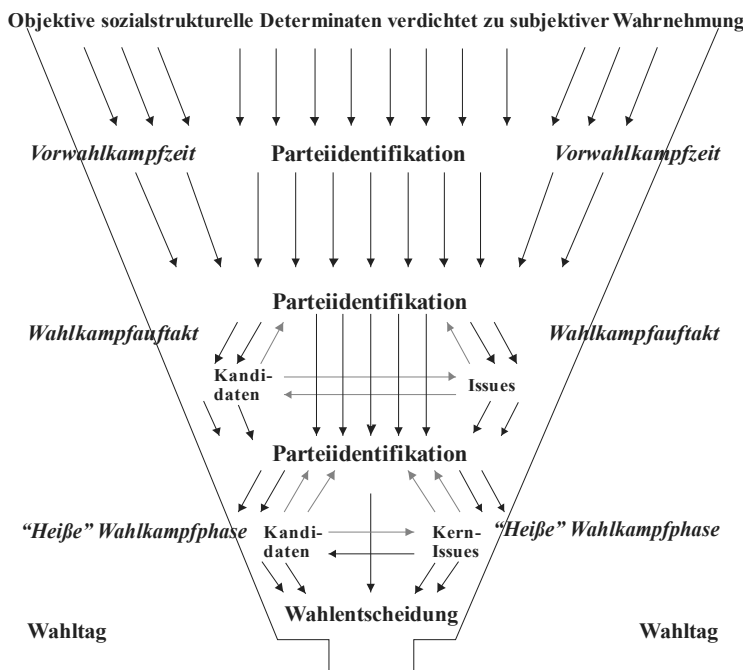 Objektive sozialstrukturelle Determinaten verdichtet zu subjektiver Wahrnehmung
Vorwahlkampfzeit Parteiidentifikation Vorwahlkampfzeit
Parteiidentifikation
Wahlkampfauftakt Wahlkampfauftakt
Kandi-
daten
Issues
Parteiidentifikation
“Heiße” Wahlkampfphase “Heiße” Wahlkampfphase
Kandi-
daten
Kern-
Issues
Wahlentscheidung
Wahltag Wahltag